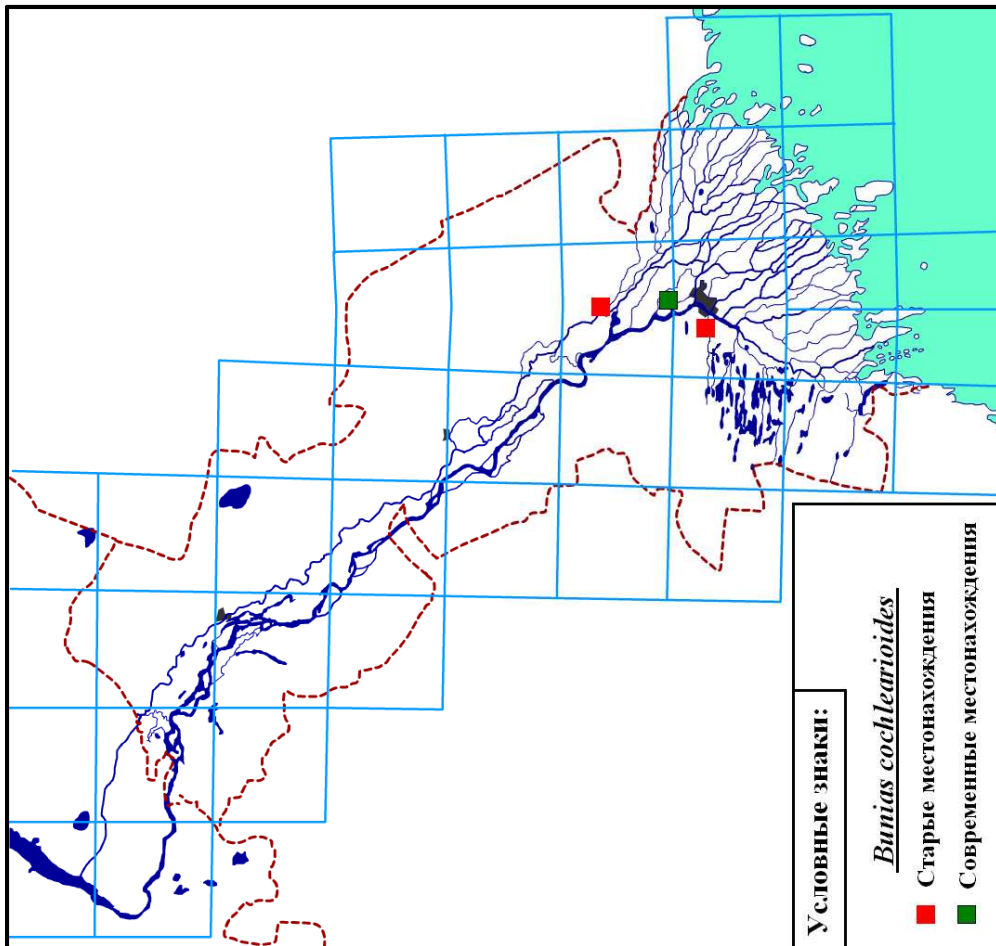 Условные знаки:
Bunias cochlearioides
Старые местонахождения
Современные местонахождения